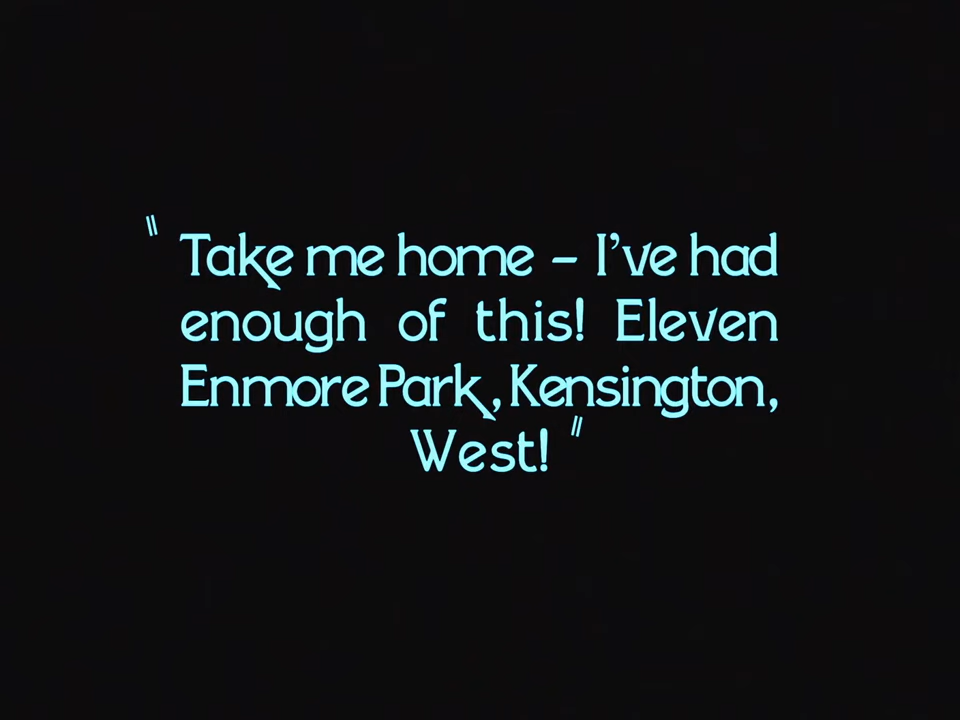 "Take me home – I've had
enough of this! Eleven
Enmore Park, Kensington,
West!"